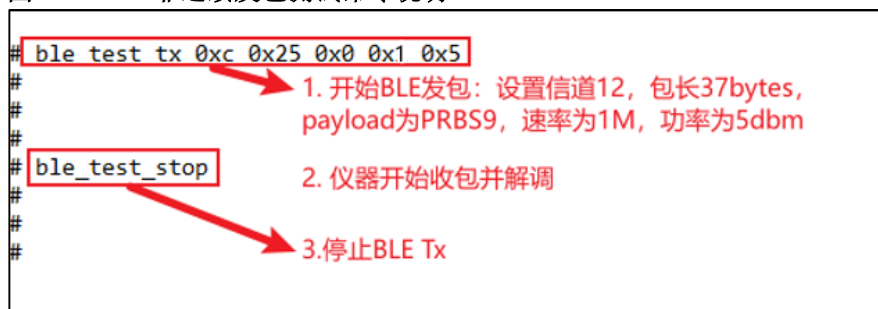 # ble test tx 0xc 0x25 0x0 0x1 0x5
#
1. 开始BLE发包：设置信道12，包长37bytes，
#
payload为PRBS9，速率为1M，功率为5dbm
#
#
# ble_test_stop
2. 仪器开始收包并解调
#
#
#
3.停止BLE Tx